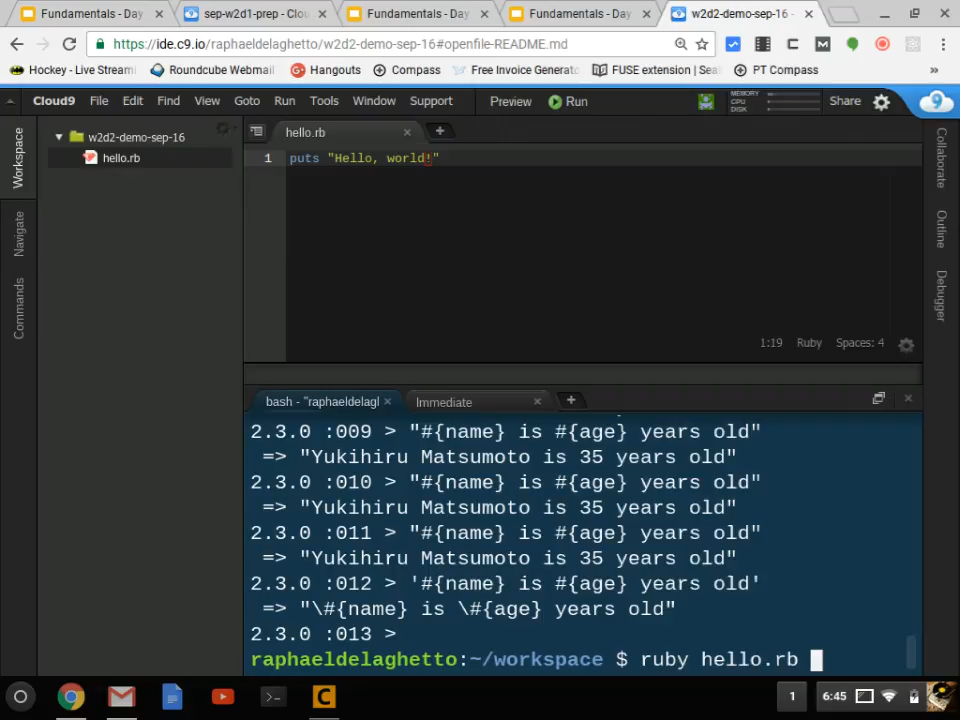 Fundamentals - Day
sep-w2d1-prep - Clou
Fundamentals - Day
Fundamentals - Day
w2d2-demo-sep-16 -
https://ide.c9.io/raphaeldelaghetto/w2d2-demo-sep-16#openfile-README.md
Hockey - Live Stream
Roundcube Webmail
Hangouts
Compass
Free Invoice Generato
FUSE extension | Sea
PT Compass
»
Cloud9 File Edit Find View Goto Run Tools Window Support Preview Run MEMORY
CPU
DISK
Share
Workspace
Navigate
Commands
w2d2-demo-sep-16
hello.rb
hello.rb
1 puts "Hello, world!"
1:19 Ruby Spaces: 4
Collaborate
Outline
Debugger
bash - "raphaeldelagl
Immediate
2.3.0 :009 > "#{name} is #{age} years old"
=> "Yukihiru Matsumoto is 35 years old"
2.3.0 :010 > "#{name} is #{age} years old"
=> "Yukihiru Matsumoto is 35 years old"
2.3.0 :011 > "#{name} is #{age} years old"
=> "Yukihiru Matsumoto is 35 years old"
2.3.0 :012 > '#{name} is #{age} years old'
=> "\#{name} is \#{age} years old"
2.3.0 :013 >
raphaeldelaghetto:~/workspace $ ruby hello.rb
1 6:45